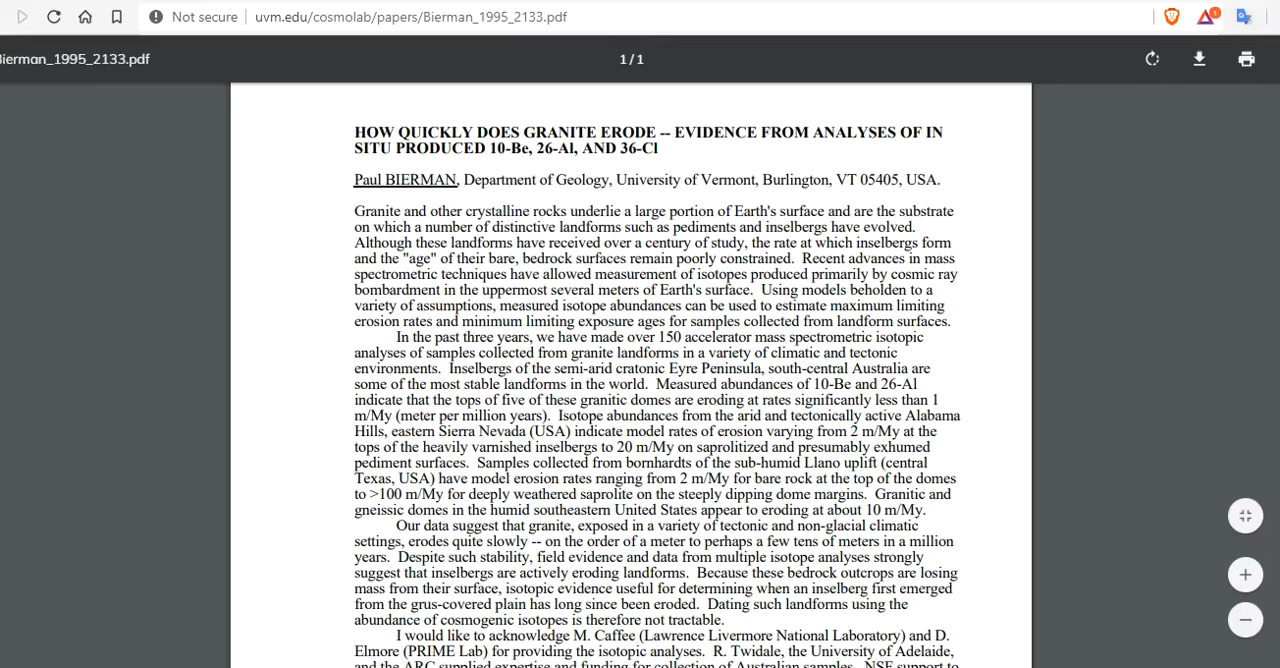 Not secure
uvm.edu/cosmolab/papers/Bierman_1995_2133.pdf
1
Bierman_1995_2133.pdf
1 / 1
HOW QUICKLY DOES GRANITE ERODE -- EVIDENCE FROM ANALYSES OF IN
SITU PRODUCED 10-Be, 26-Al, AND 36-Cl
Paul BIERMAN, Department of Geology, University of Vermont, Burlington, VT 05405, USA.
Granite and other crystalline rocks underlie a large portion of Earth's surface and are the substrate
on which a number of distinctive landforms such as pediments and inselbergs have evolved.
Although these landforms have received over a century of study, the rate at which inselbergs form
and the "age" of their bare, bedrock surfaces remain poorly constrained.  Recent advances in mass
spectrometric techniques have allowed measurement of isotopes produced primarily by cosmic ray
bombardment in the uppermost several meters of Earth's surface.  Using models beholden to a
variety of assumptions, measured isotope abundances can be used to estimate maximum limiting
erosion rates and minimum limiting exposure ages for samples collected from landform surfaces.
In the past three years, we have made over 150 accelerator mass spectrometric isotopic
analyses of samples collected from granite landforms in a variety of climatic and tectonic
environments.  Inselbergs of the semi-arid cratonic Eyre Peninsula, south-central Australia are
some of the most stable landforms in the world.  Measured abundances of 10-Be and 26-Al
indicate that the tops of five of these granitic domes are eroding at rates significantly less than 1
m/My (meter per million years).  Isotope abundances from the arid and tectonically active Alabama
Hills, eastern Sierra Nevada (USA) indicate model rates of erosion varying from 2 m/My at the
tops of the heavily varnished inselbergs to 20 m/My on saprolitized and presumably exhumed
pediment surfaces.  Samples collected from bornhardts of the sub-humid Llano uplift (central
Texas, USA) have model erosion rates ranging from 2 m/My for bare rock at the top of the domes
to >100 m/My for deeply weathered saprolite on the steeply dipping dome margins.  Granitic and
gneissic domes in the humid southeastern United States appear to eroding at about 10 m/My.
Our data suggest that granite, exposed in a variety of tectonic and non-glacial climatic
settings, erodes quite slowly -- on the order of a meter to perhaps a few tens of meters in a million
years.  Despite such stability, field evidence and data from multiple isotope analyses strongly
suggest that inselbergs are actively eroding landforms.  Because these bedrock outcrops are losing
mass from their surface, isotopic evidence useful for determining when an inselberg first emerged
from the grus-covered plain has long since been eroded.  Dating such landforms using the
abundance of cosmogenic isotopes is therefore not tractable.
I would like to acknowledge M. Caffee (Lawrence Livermore National Laboratory) and D.
Elmore (PRIME Lab) for providing the isotopic analyses.  R. Twidale, the University of Adelaide,
and the ARC supplied expertise and funding for collection of Australian samples.  NSF support to